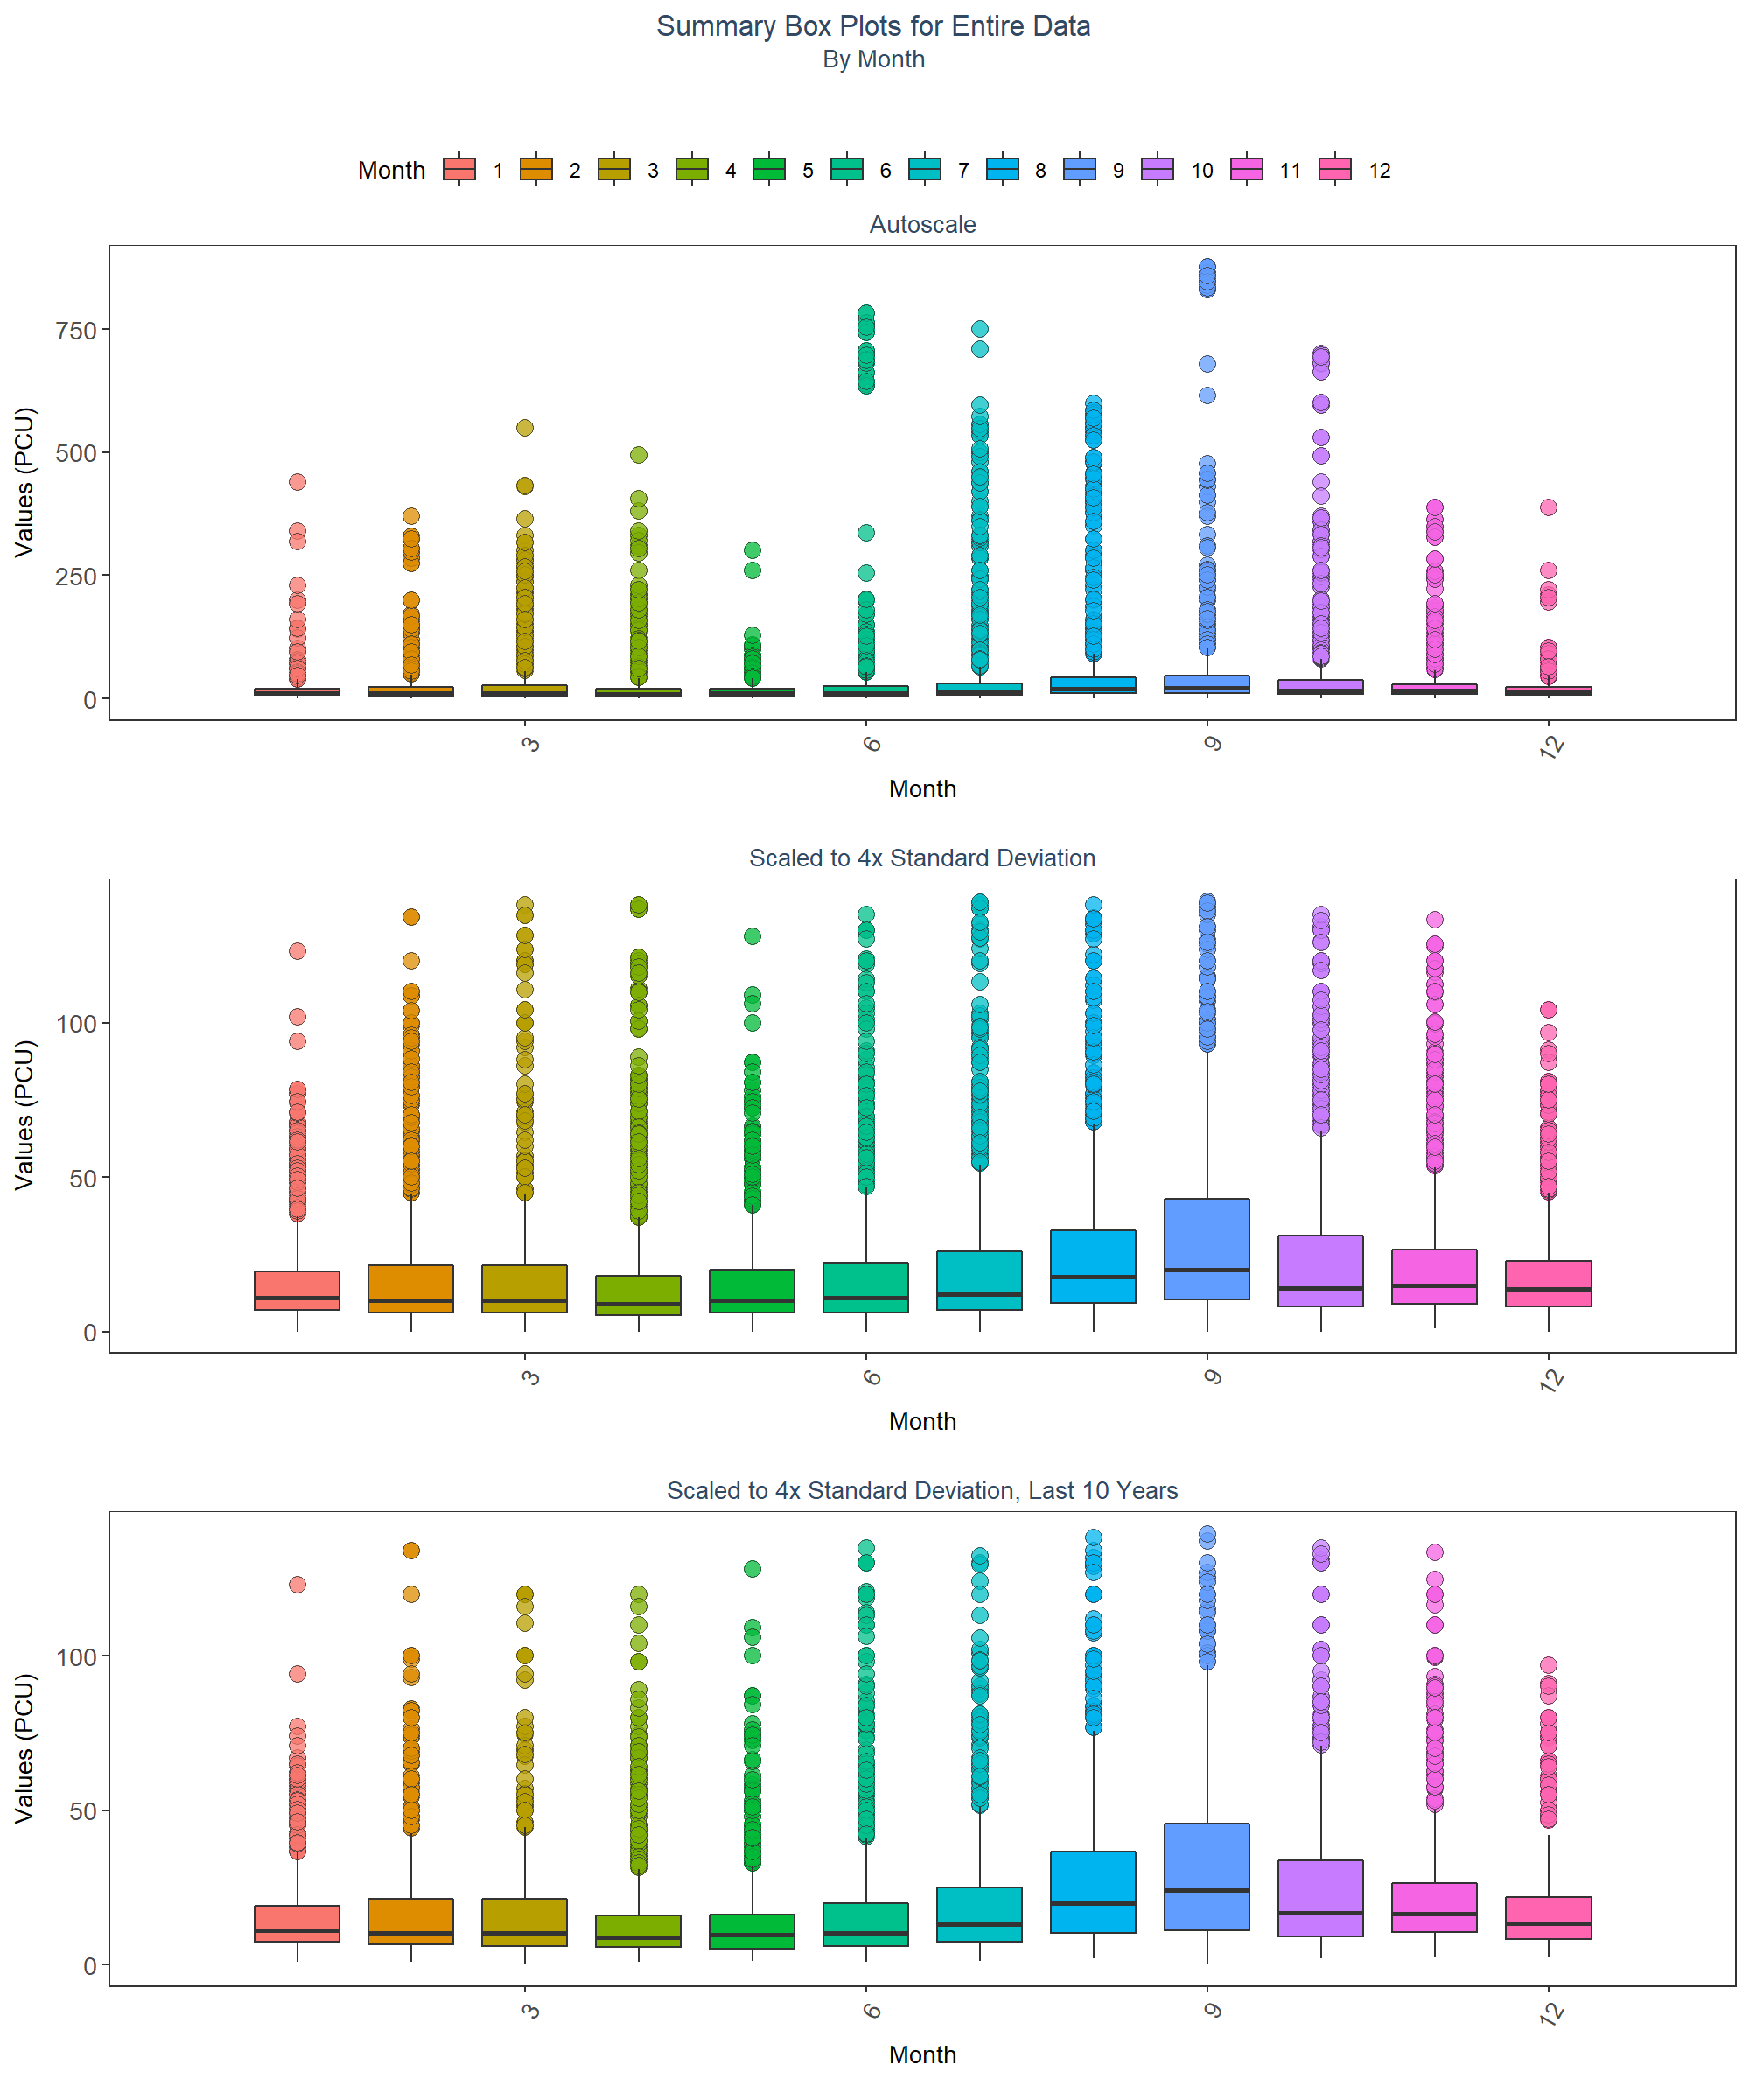 Summary Box Plots for Entire Data
By Month
Month 1 2 3 4 5 6 7 8 9 10 11 12
Autoscale
Values (PCU)
750
500
250
0
3 6 9 12
Month
Scaled to 4x Standard Deviation
Values (PCU)
100
50
0
3 6 9 12
Month
Scaled to 4x Standard Deviation, Last 10 Years
Values (PCU)
100
50
0
3 6 9 12
Month